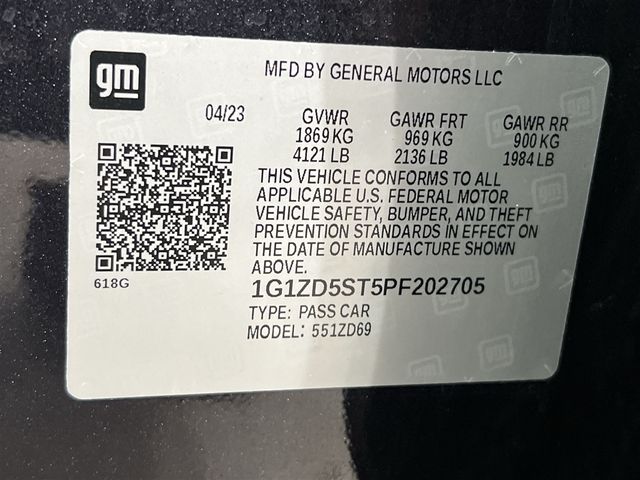 gm
MFD BY GENERAL MOTORS LLC
04/23 GVWR GAWR FRT GAWR RR
1869 KG 969 KG 900 KG
4121 LB 2136 LB 1984 LB
THIS VEHICLE CONFORMS TO ALL
APPLICABLE U.S. FEDERAL MOTOR
VEHICLE SAFETY, BUMPER, AND THEFT
PREVENTION STANDARDS IN EFFECT ON
THE DATE OF MANUFACTURE SHOWN
ABOVE.
618G
1G1ZD5ST5PF202705
TYPE: PASS CAR
MODEL: 551ZD69